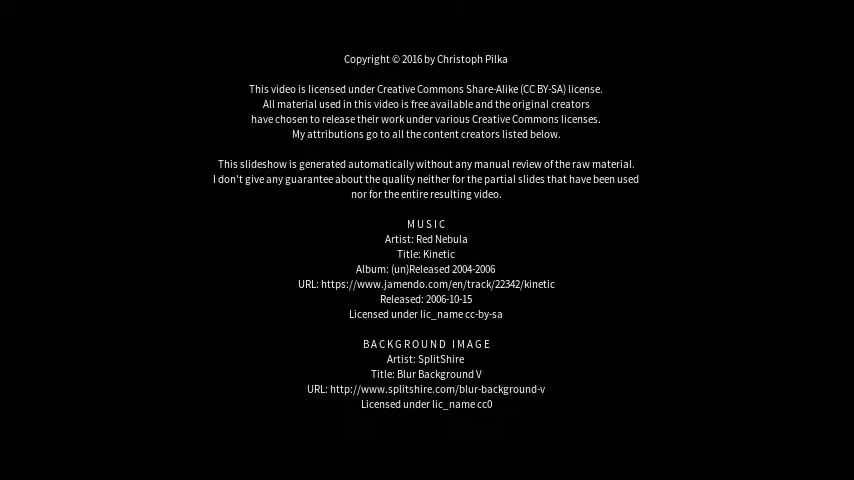 Copyright © 2016 by Christoph Pilka
This video is licensed under Creative Commons Share-Alike (CC BY-SA) license.
All material used in this video is free available and the original creators
have chosen to release their work under various Creative Commons licenses.
My attributions go to all the content creators listed below.
This slideshow is generated automatically without any manual review of the raw material.
I don't give any guarantee about the quality neither for the partial slides that have been used
nor for the entire resulting video.
MUSIC
Artist: Red Nebula
Title: Kinetic
Album: (un)Released 2004-2006
URL: https://www.jamendo.com/en/track/22342/kinetic
Released: 2006-10-15
Licensed under lic_name cc-by-sa
BACKGROUND IMAGE
Artist: SplitShire
Title: Blur Background V
URL: http://www.splitshire.com/blur-background-v
Licensed under lic_name cc0